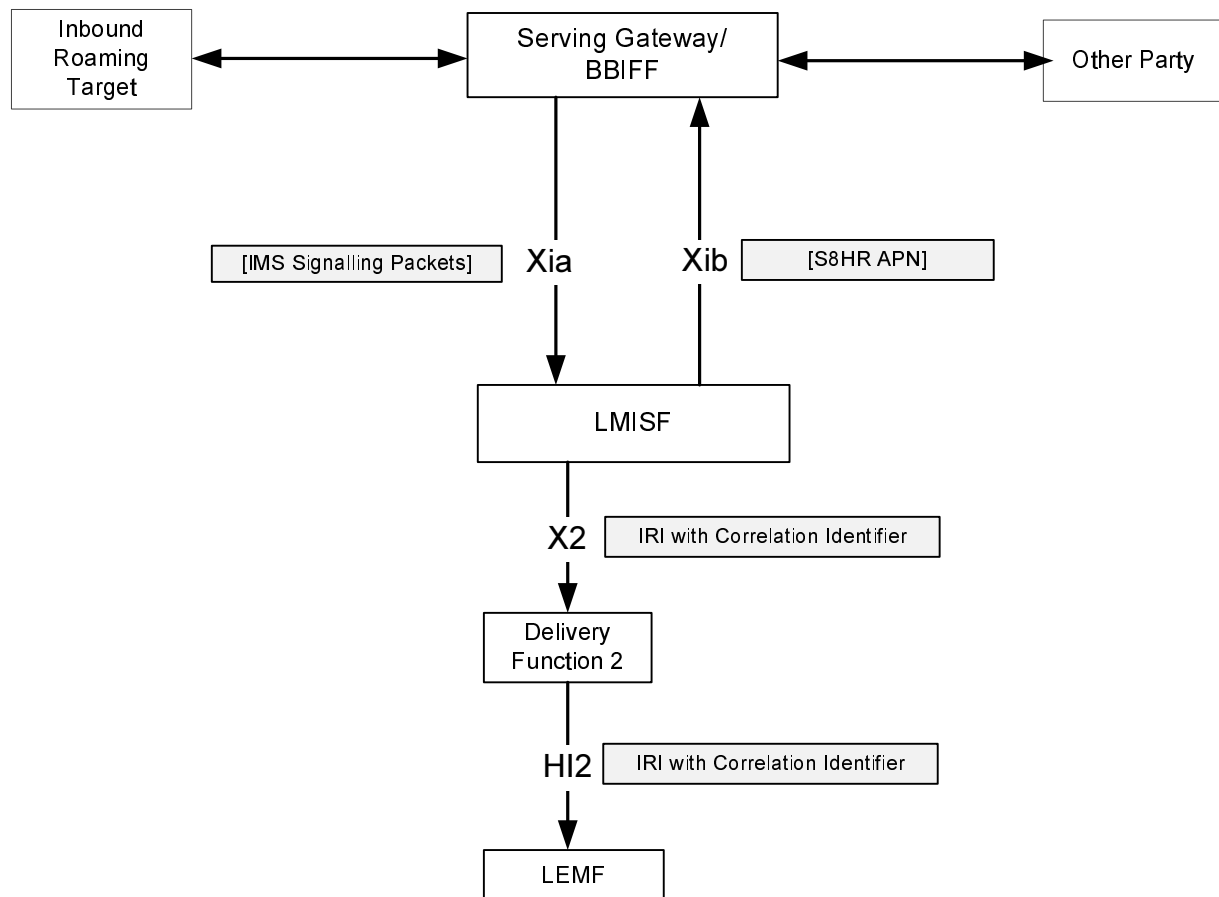 Inbound
Roaming
Target
Serving Gateway/
BBIFF
Other Party
[IMS Signalling Packets]
Xia
Xib
[S8HR APN]
LMISF
X2
IRI with Correlation Identifier
Delivery
Function 2
HI2
IRI with Correlation Identifier
LEMF